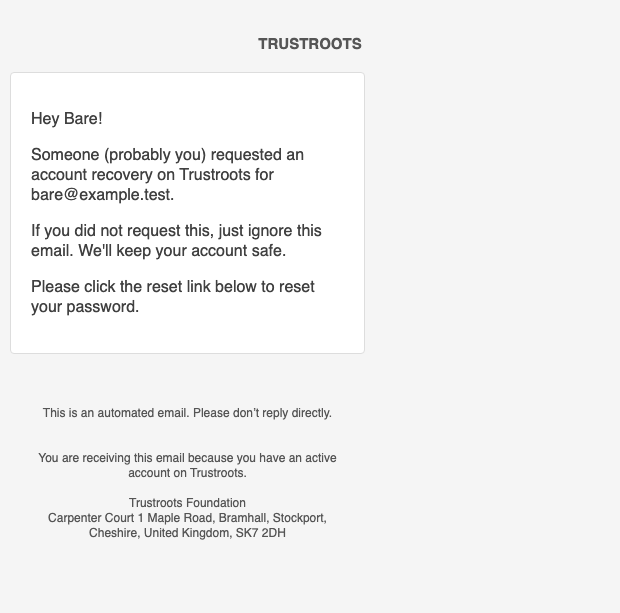 TRUSTROOTS
Hey Bare!
Someone (probably you) requested an
account recovery on Trustroots for
bare@example.test.
If you did not request this, just ignore this
email. We'll keep your account safe.
Please click the reset link below to reset
your password.
This is an automated email. Please don’t reply directly.
You are receiving this email because you have an active
account on Trustroots.
Trustroots Foundation
Carpenter Court 1 Maple Road, Bramhall, Stockport,
Cheshire, United Kingdom, SK7 2DH